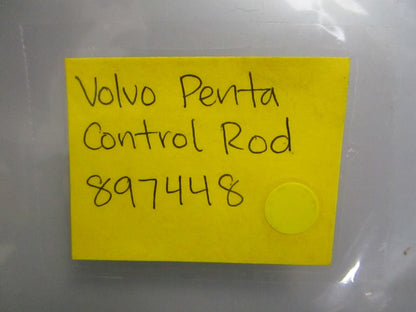 Volvo Penta
Control Rod
897448